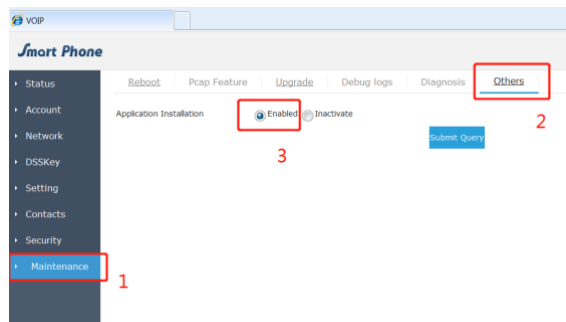 VOIP
Smart Phone
Status
Account
Network
DSSKey
Setting
Contacts
Security
Maintenance
1
Reboot Pcap Feature Upgrade Debug logs Diagnosis Others
2
Application Installation Enabled Inactivate
3
Submit Query